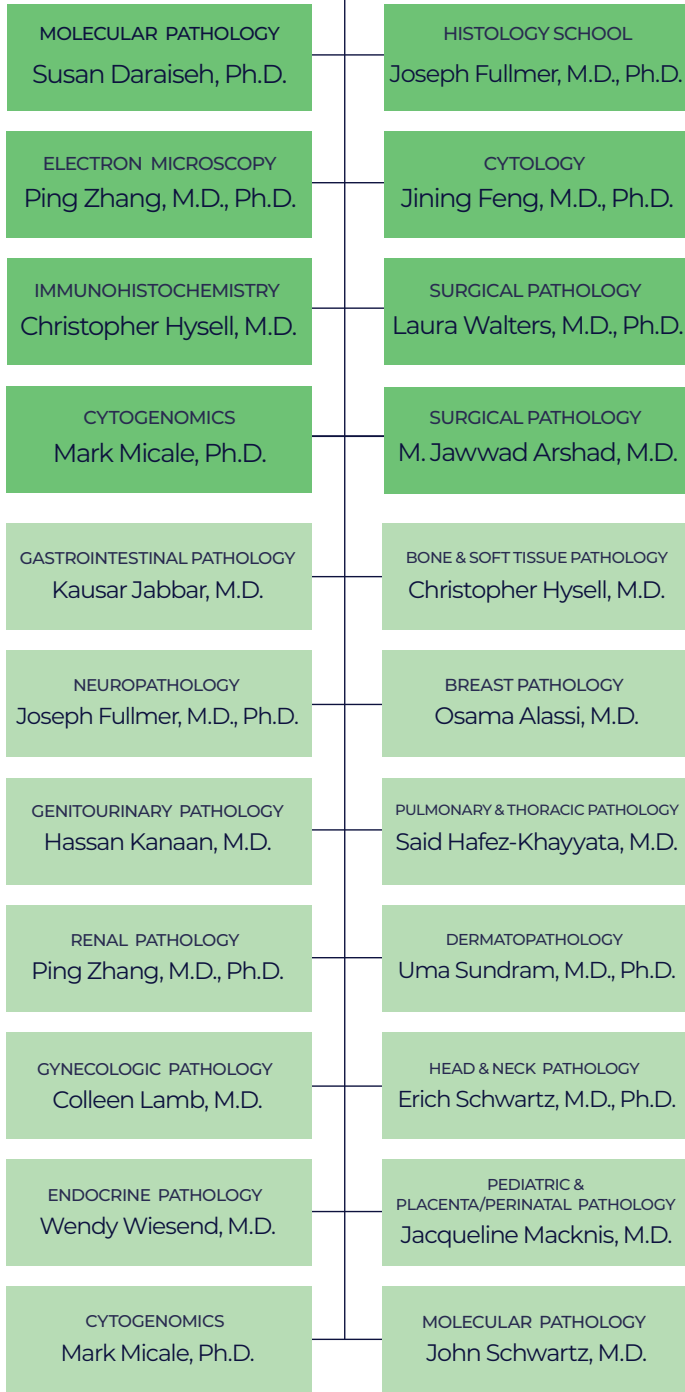 MOLECULAR PATHOLOGY
Susan Daraiseh, Ph.D.
HISTOLOGY SCHOOL
Joseph Fullmer, M.D., Ph.D.
ELECTRON MICROSCOPY
Ping Zhang, M.D., Ph.D.
CYTOLOGY
Jining Feng, M.D., Ph.D.
IMMUNOHISTOCHEMISTRY
Christopher Hysell, M.D.
SURGICAL PATHOLOGY
Laura Walters, M.D., Ph.D.
CYTOGENOMICS
Mark Micale, Ph.D.
SURGICAL PATHOLOGY
M. Jawwad Arshad, M.D.
GASTROINTESTINAL PATHOLOGY
Kausar Jabbar, M.D.
BONE & SOFT TISSUE PATHOLOGY
Christopher Hysell, M.D.
NEUROPATHOLOGY
Joseph Fullmer, M.D., Ph.D.
BREAST PATHOLOGY
Osama Alassi, M.D.
GENITOURINARY PATHOLOGY
Hassan Kanaan, M.D.
PULMONARY & THORACIC PATHOLOGY
Said Hafez-Khayyata, M.D.
RENAL PATHOLOGY
Ping Zhang, M.D., Ph.D.
DERMATOPATHOLOGY
Uma Sundram, M.D., Ph.D.
GYNECOLOGIC PATHOLOGY
Colleen Lamb, M.D.
HEAD & NECK PATHOLOGY
Erich Schwartz, M.D., Ph.D.
ENDOCRINE PATHOLOGY
Wendy Wiesend, M.D.
PEDIATRIC &
PLACENTA/PERINATAL PATHOLOGY
Jacqueline Macknis, M.D.
CYTOGENOMICS
Mark Micale, Ph.D.
MOLECULAR PATHOLOGY
John Schwartz, M.D.